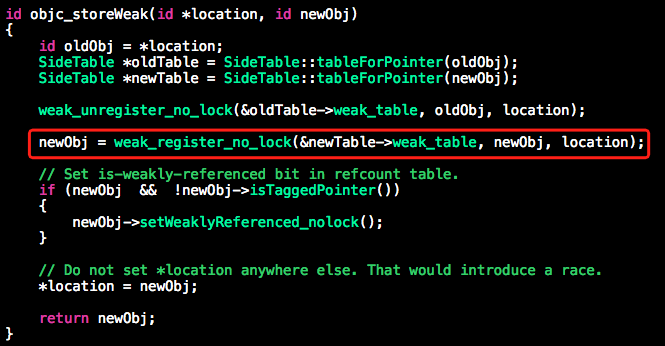 id objc_storeWeak(id *location, id newObj)
{
    id oldObj = *location;
    SideTable *oldTable = SideTable::tableForPointer(oldObj);
    SideTable *newTable = SideTable::tableForPointer(newObj);
    weak_unregister_no_lock(&oldTable->weak_table, oldObj, location);
    newObj = weak_register_no_lock(&newTable->weak_table, newObj, location);
    // Set is-weakly-referenced bit in refcount table.
    if (newObj  &&  !newObj->isTaggedPointer())
    {
        newObj->setWeaklyReferenced_nolock();
    }
    // Do not set *location anywhere else. That would introduce a race.
    *location = newObj;
    return newObj;
}